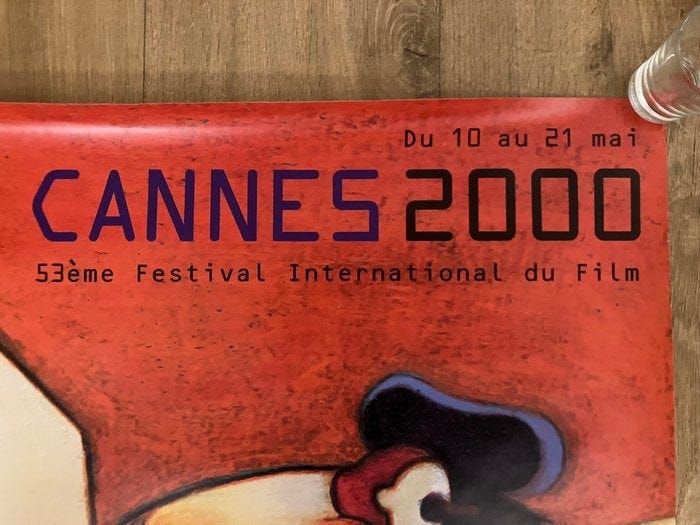 Du 10 au 21 mai
CANNES 2000
53ème Festival International du Film